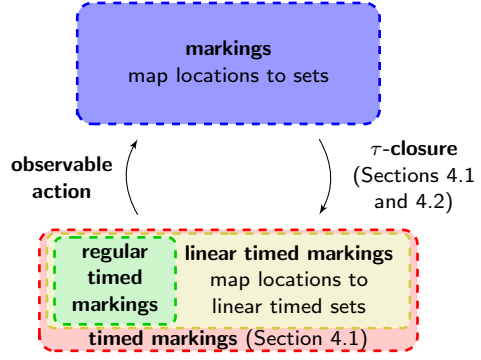 markings
map locations to sets
observable
action
τ-closure
(Sections 4.1
and 4.2)
regular
timed
markings
linear timed markings
map locations to
linear timed sets
timed markings (Section 4.1)